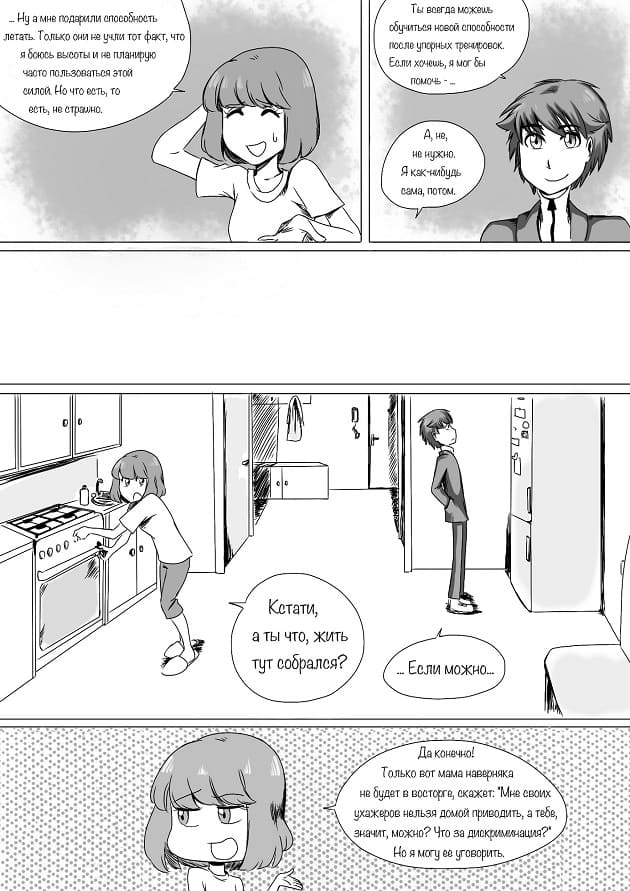 ... Ну а мне подарили способность
летать. Только они не учли тот факт, что
я боюсь высоты и не планирую
часто пользоваться этой
силой. Но что есть, то
есть, не страшно.
Ты всегда можешь
обучиться новой способности
после упорных тренировок.
Если хочешь, я мог бы
помочь - ...
А, не,
не нужно.
Я как-нибудь
сама, потом.
Кстати,
а ты что, жить
тут собрался?
... Если можно...
Да конечно!
Только вот мама наверняка
не будет в восторге, скажет: "Мне своих
ухажеров нельзя домой приводить, а тебе,
значит, можно? Что за дискриминация?"
Но я могу ее уговорить.